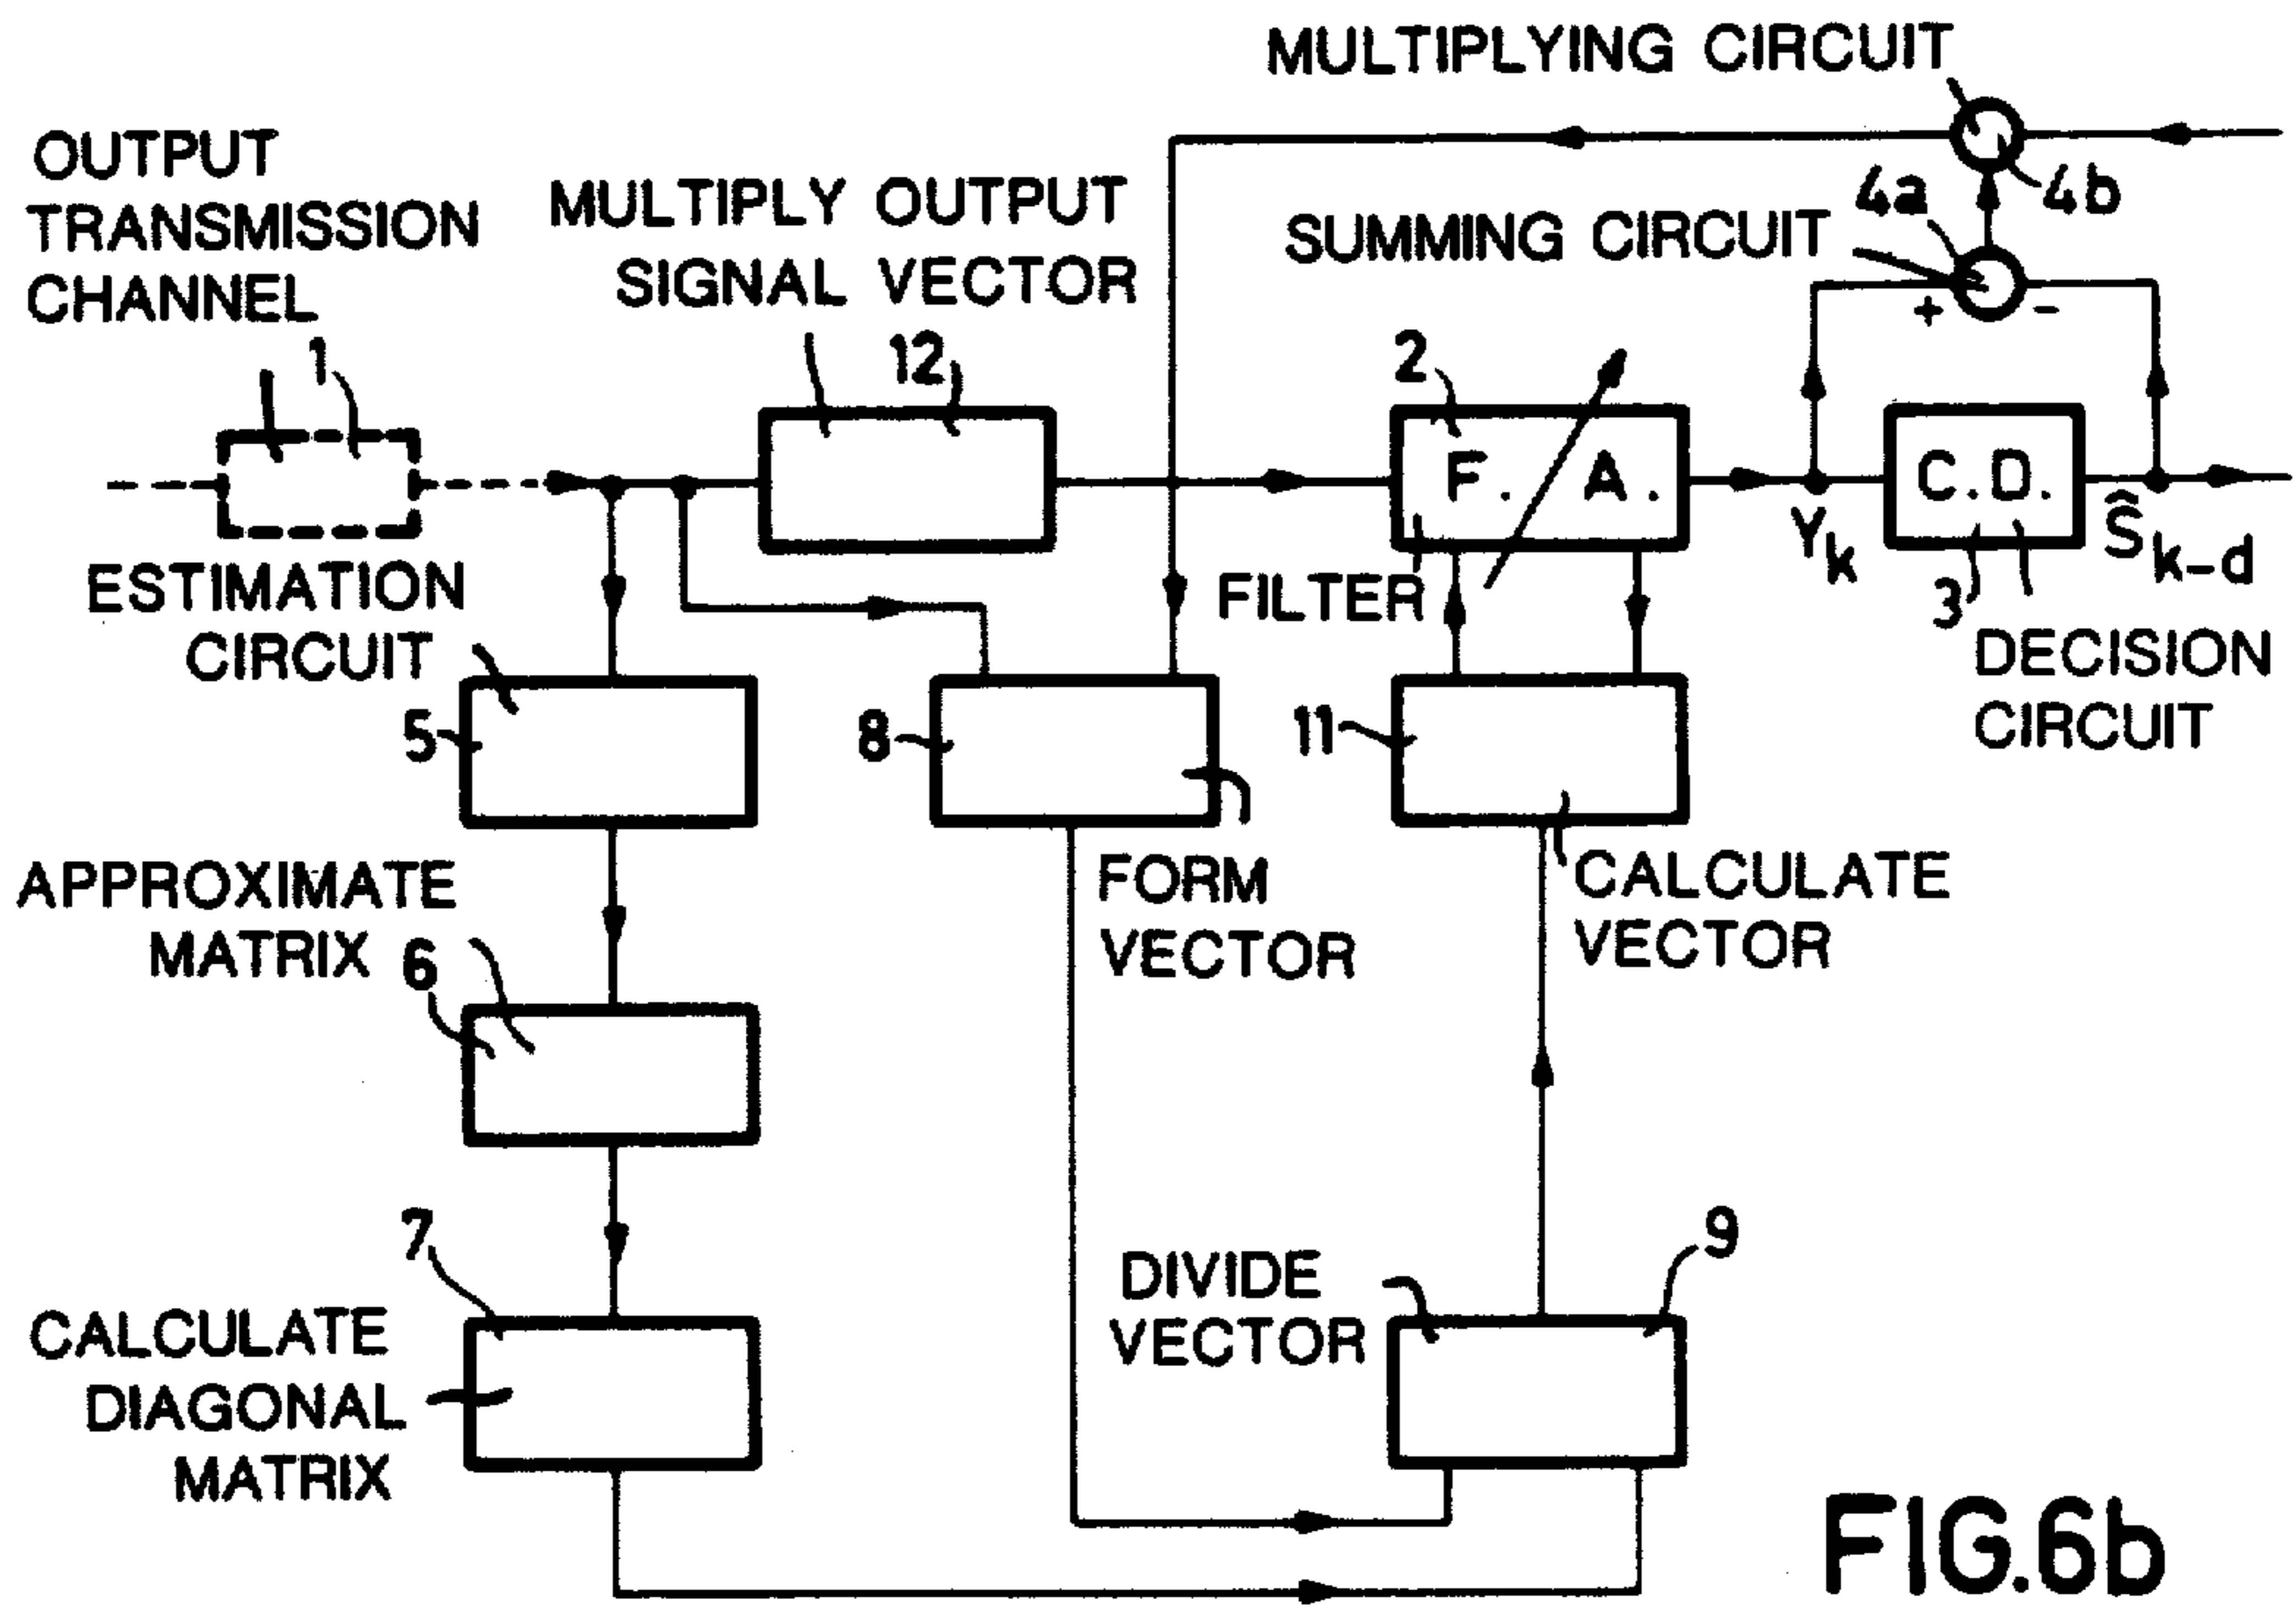 MULTIPLYING CIRCUIT
4b
OUTPUT
TRANSMISSION
CHANNEL
1
MULTIPLY OUTPUT
SIGNAL VECTOR
12
SUMMING CIRCUIT
4a
+
-
2
F. A.
FILTER
Yk
C.D.
Ŝk-d
3
DECISION
CIRCUIT
ESTIMATION
CIRCUIT
5
8
11
FORM
VECTOR
CALCULATE
VECTOR
APPROXIMATE
MATRIX
6
7
CALCULATE
DIAGONAL
MATRIX
DIVIDE
VECTOR
9
FIG.6b